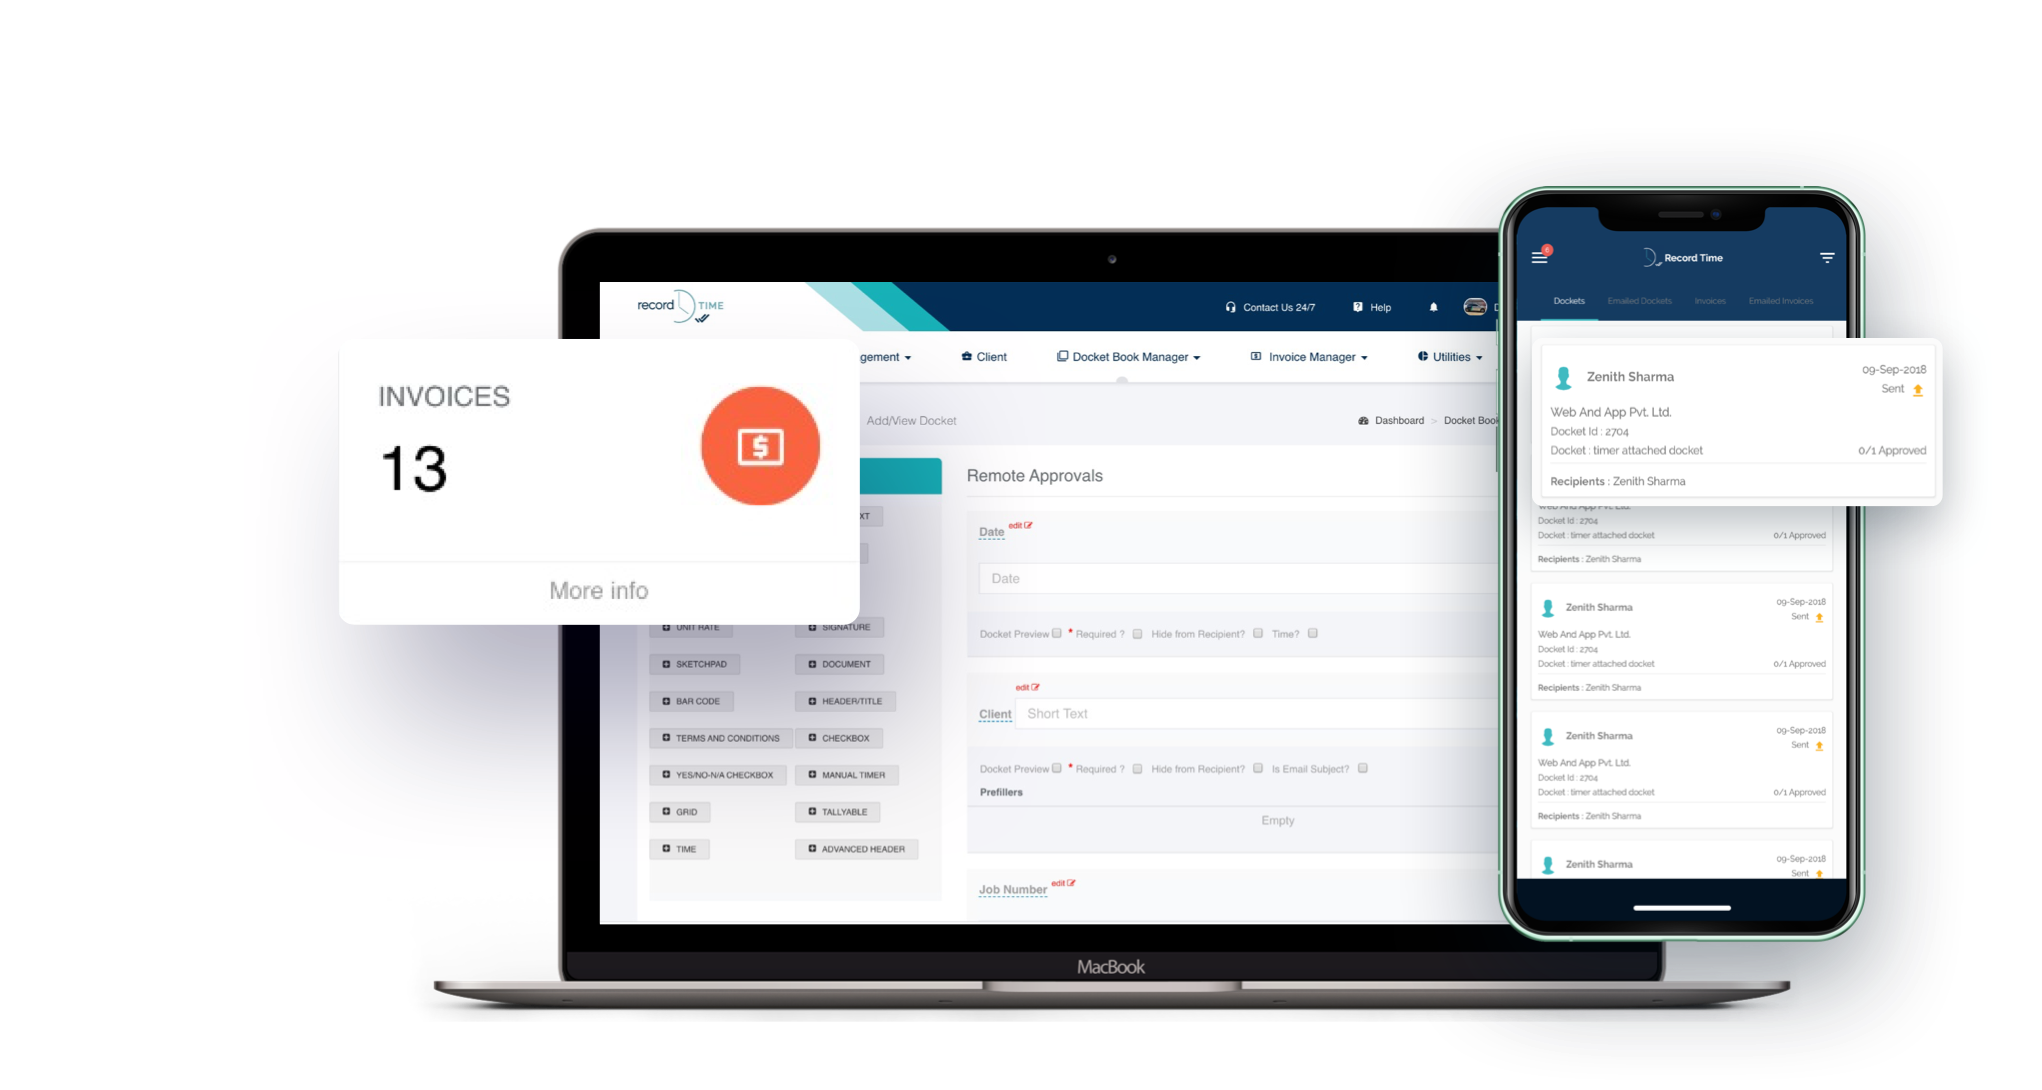 record TIME
Contact Us 24/7
Help
gement
Client
Docket Book Manager
Invoice Manager
Utilities
Add/View Docket
Dashboard > Docket Book
INVOICES
13
More info
XT
UNIT RATE
SIGNATURE
SKETCHPAD
DOCUMENT
BAR CODE
HEADER/TITLE
TERMS AND CONDITIONS
CHECKBOX
YES/NO-N/A CHECKBOX
MANUAL TIMER
GRID
TALLYABLE
TIME
ADVANCED HEADER
Remote Approvals
Date edit
Date
Docket Preview * Required ? Hide from Recipient? Time?
edit
Client Short Text
Docket Preview * Required ? Hide from Recipient? Is Email Subject?
Prefillers
Empty
Job Number edit
MacBook
Record Time
Dockets Emailed Dockets Invoices Emailed Invoices
Zenith Sharma 09-Sep-2018
Sent
Web And App Pvt. Ltd.
Docket Id : 2704
Docket : timer attached docket 0/1 Approved
Recipients : Zenith Sharma
Web And App Pvt. Ltd.
Docket Id : 2704
Docket : timer attached docket 0/1 Approved
Recipients : Zenith Sharma
Zenith Sharma 09-Sep-2018
Sent
Web And App Pvt. Ltd.
Docket Id : 2704
Docket : timer attached docket 0/1 Approved
Recipients : Zenith Sharma
Zenith Sharma 09-Sep-2018
Sent
Web And App Pvt. Ltd.
Docket Id : 2704
Docket : timer attached docket 0/1 Approved
Recipients : Zenith Sharma
Zenith Sharma 09-Sep-2018
Sent